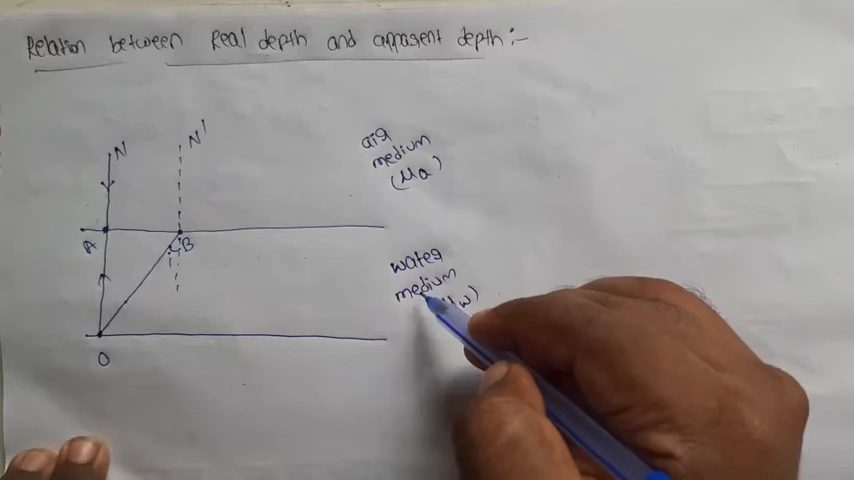 Relation between Real depth and apparent depth:-
N
N'
air
medium
(μa)
A
i
B
water
medium
w)
O